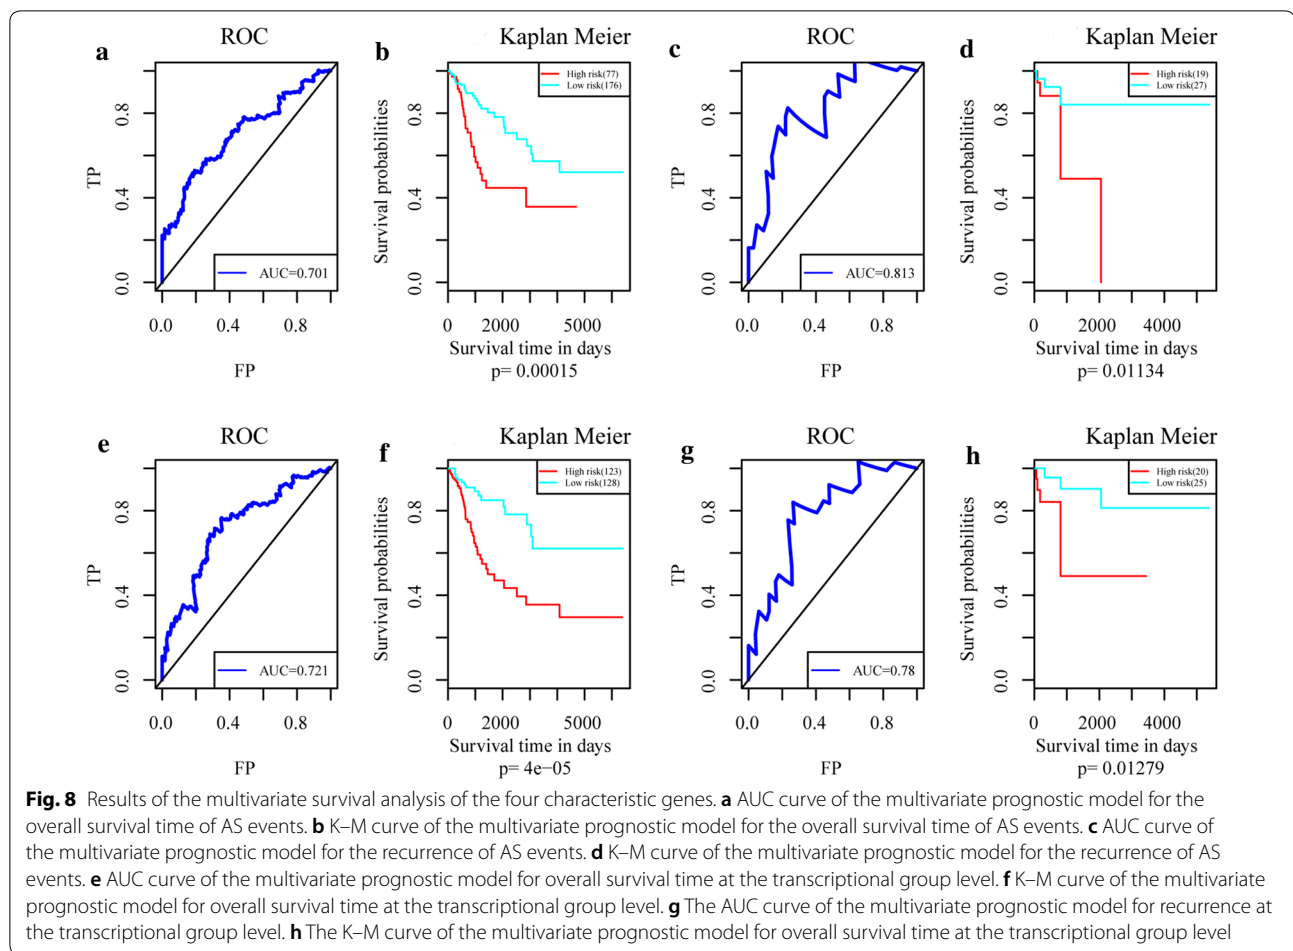 a
ROC
TP
0.0 0.4 0.8
AUC=0.701
0.0 0.4 0.8
FP
b
Kaplan Meier
High risk(77)
Low risk(176)
Survival probabilities
0.0 0.4 0.8
0 2000 5000
Survival time in days
p= 0.00015
c
ROC
TP
0.0 0.4 0.8
AUC=0.813
0.0 0.4 0.8
FP
d
Kaplan Meier
High risk(19)
Low risk(27)
Survival probabilities
0.0 0.4 0.8
0 2000 4000
Survival time in days
p= 0.01134
e
ROC
TP
0.0 0.4 0.8
AUC=0.721
0.0 0.4 0.8
FP
f
Kaplan Meier
High risk(123)
Low risk(128)
Survival probabilities
0.0 0.4 0.8
0 2000 5000
Survival time in days
p= 4e−05
g
ROC
TP
0.0 0.4 0.8
AUC=0.78
0.0 0.4 0.8
FP
h
Kaplan Meier
High risk(20)
Low risk(25)
Survival probabilities
0.0 0.4 0.8
0 2000 4000
Survival time in days
p= 0.01279
Fig. 8 Results of the multivariate survival analysis of the four characteristic genes. a AUC curve of the multivariate prognostic model for the
overall survival time of AS events. b K–M curve of the multivariate prognostic model for the overall survival time of AS events. c AUC curve of
the multivariate prognostic model for the recurrence of AS events. d K–M curve of the multivariate prognostic model for the recurrence of AS
events. e AUC curve of the multivariate prognostic model for overall survival time at the transcriptional group level. f K–M curve of the multivariate
prognostic model for overall survival time at the transcriptional group level. g The AUC curve of the multivariate prognostic model for recurrence at
the transcriptional group level. h The K–M curve of the multivariate prognostic model for overall survival time at the transcriptional group level